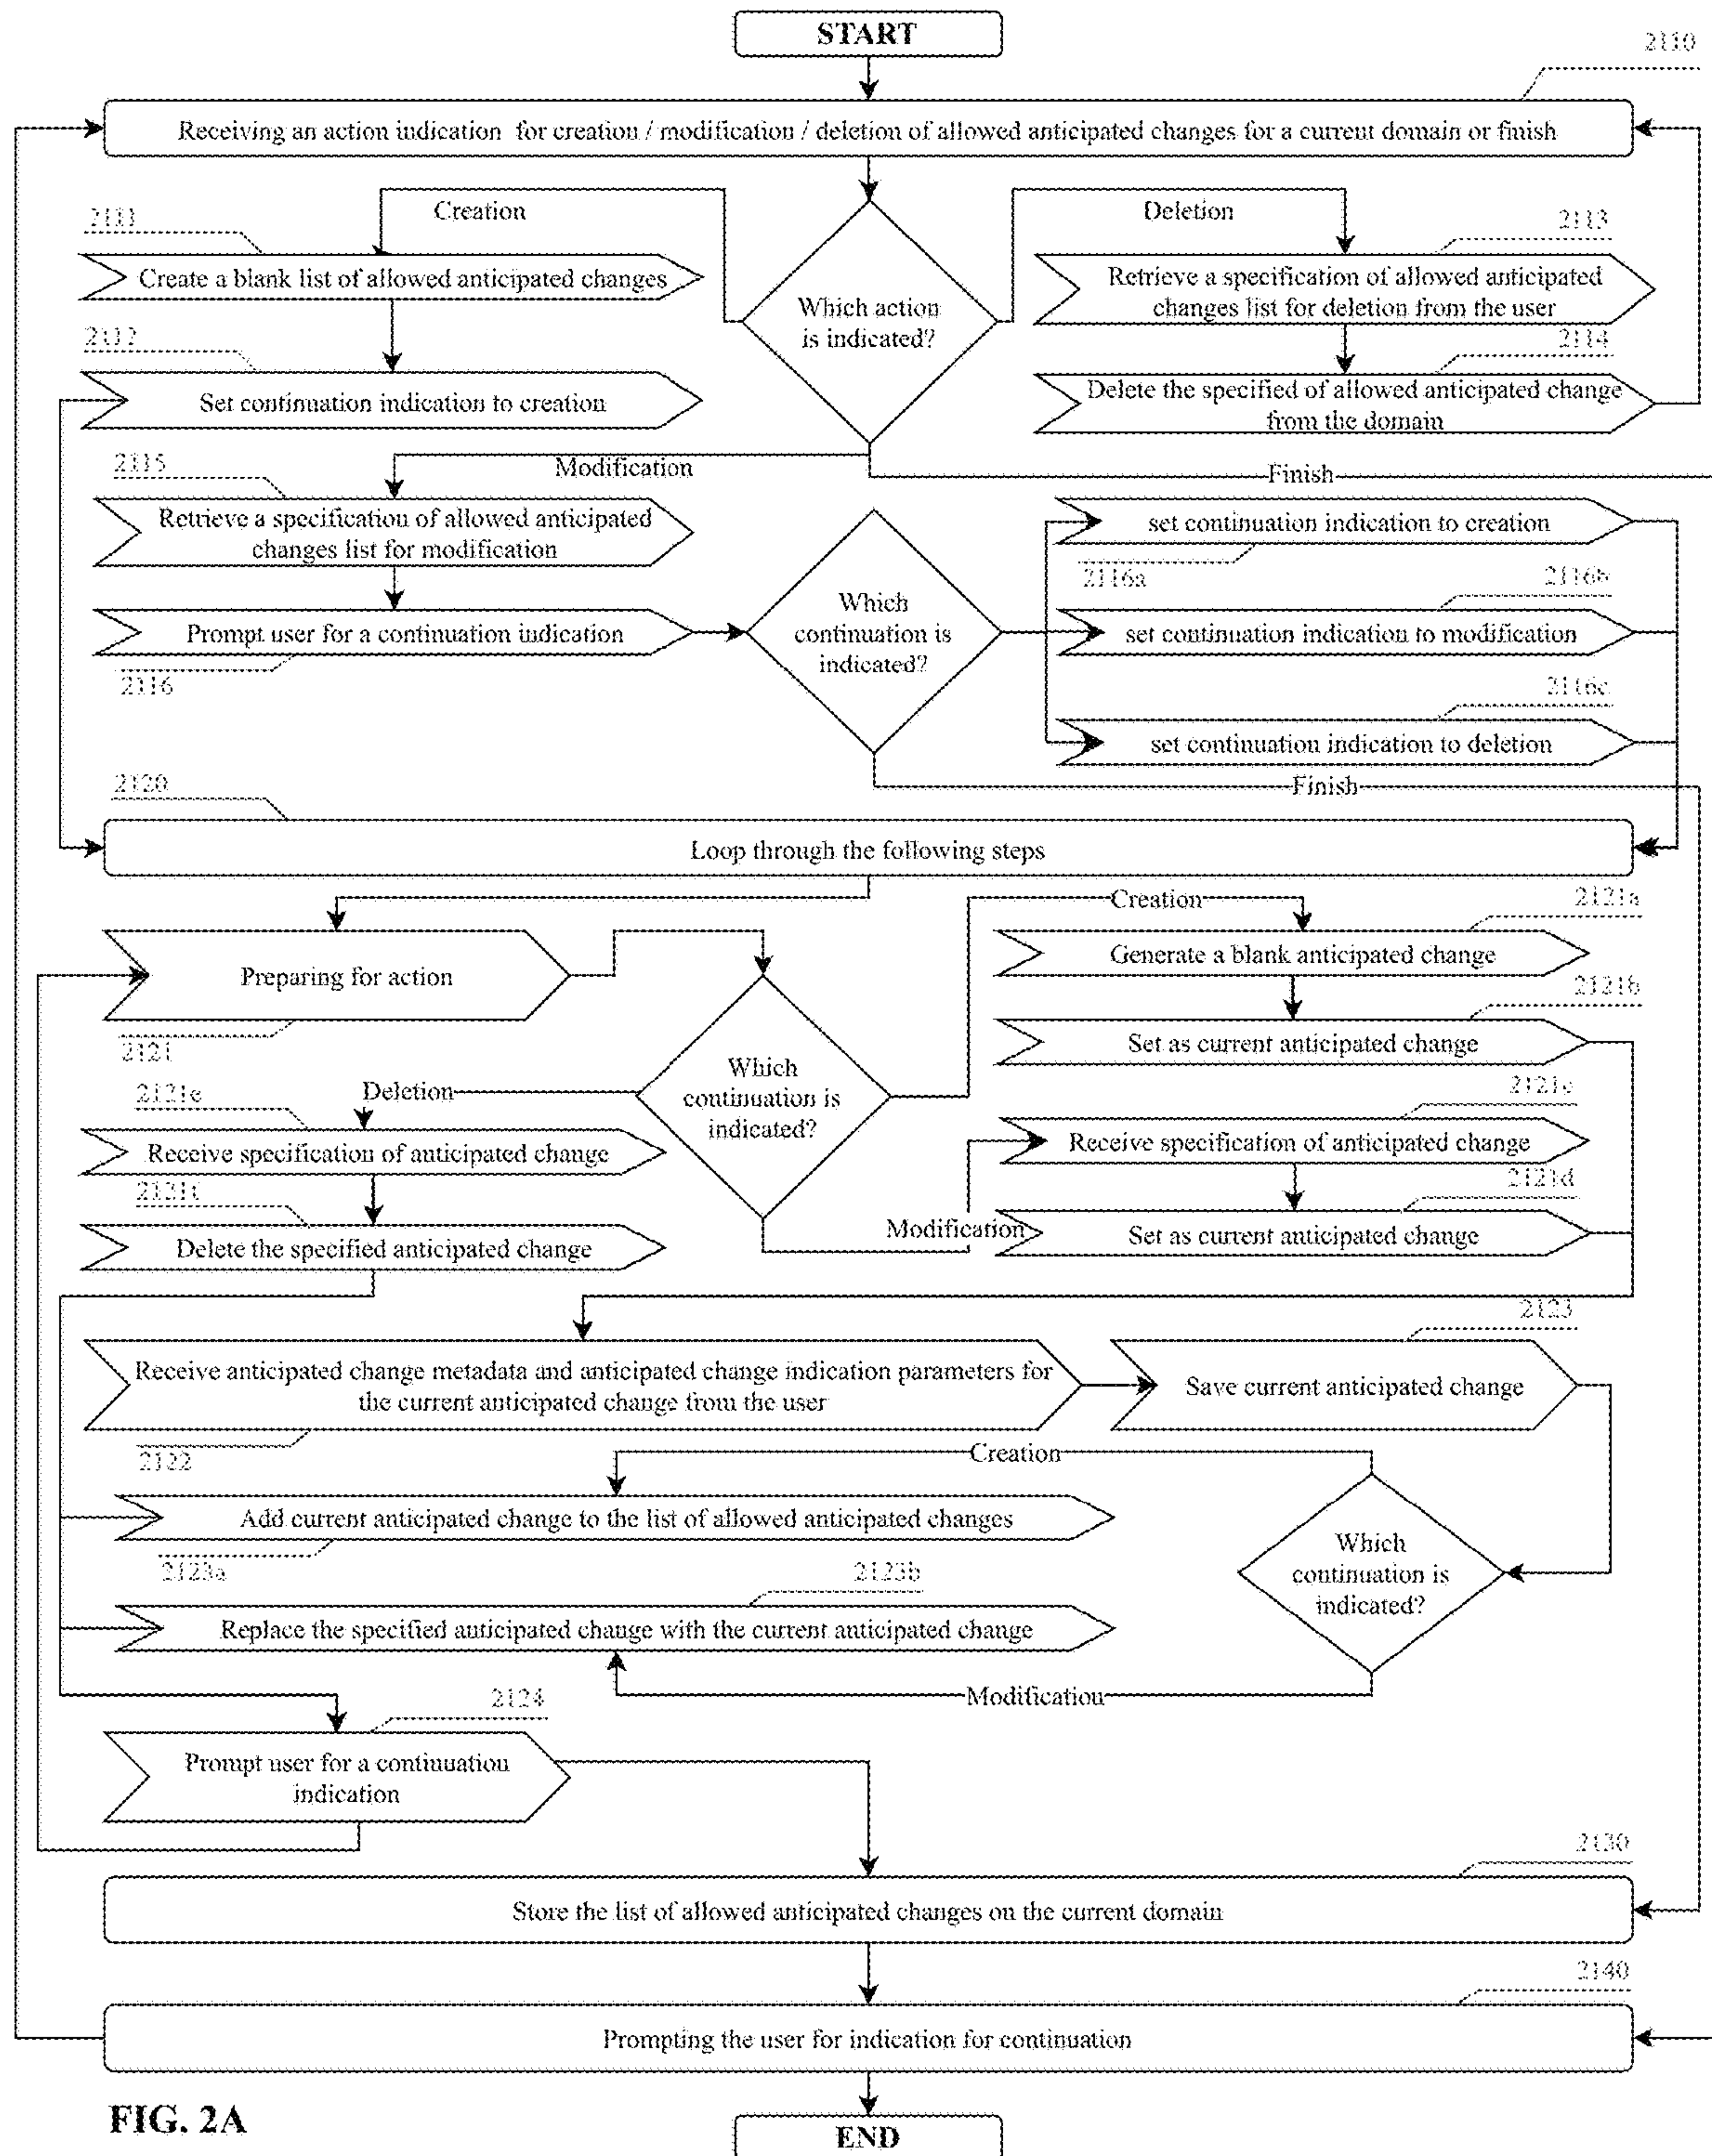 START
2110
Receiving an action indication for creation / modification / deletion of allowed anticipated changes for a current domain or finish
Creation
Deletion
2111
2113
Create a blank list of allowed anticipated changes
Which action
is indicated?
Retrieve a specification of allowed anticipated
changes list for deletion from the user
2112
2114
Set continuation indication to creation
Delete the specified of allowed anticipated change
from the domain
2115
Modification
Finish
Retrieve a specification of allowed anticipated
changes list for modification
set continuation indication to creation
2116a
2116b
Prompt user for a continuation indication
Which
continuation is
indicated?
set continuation indication to modification
2116
2116c
set continuation indication to deletion
2120
Finish
Loop through the following steps
Creation
2121a
Preparing for action
Generate a blank anticipated change
2121b
2121
Set as current anticipated change
Which
continuation is
indicated?
Deletion
2121e
2121c
Receive specification of anticipated change
Receive specification of anticipated change
2121f
2121d
Delete the specified anticipated change
Modification
Set as current anticipated change
2123
Receive anticipated change metadata and anticipated change indication parameters for
the current anticipated change from the user
Save current anticipated change
2122
Creation
Add current anticipated change to the list of allowed anticipated changes
2123a
2123b
Which
continuation is
indicated?
Replace the specified anticipated change with the current anticipated change
Modification
2124
Prompt user for a continuation
indication
2130
Store the list of allowed anticipated changes on the current domain
2140
Prompting the user for indication for continuation
FIG. 2A
END